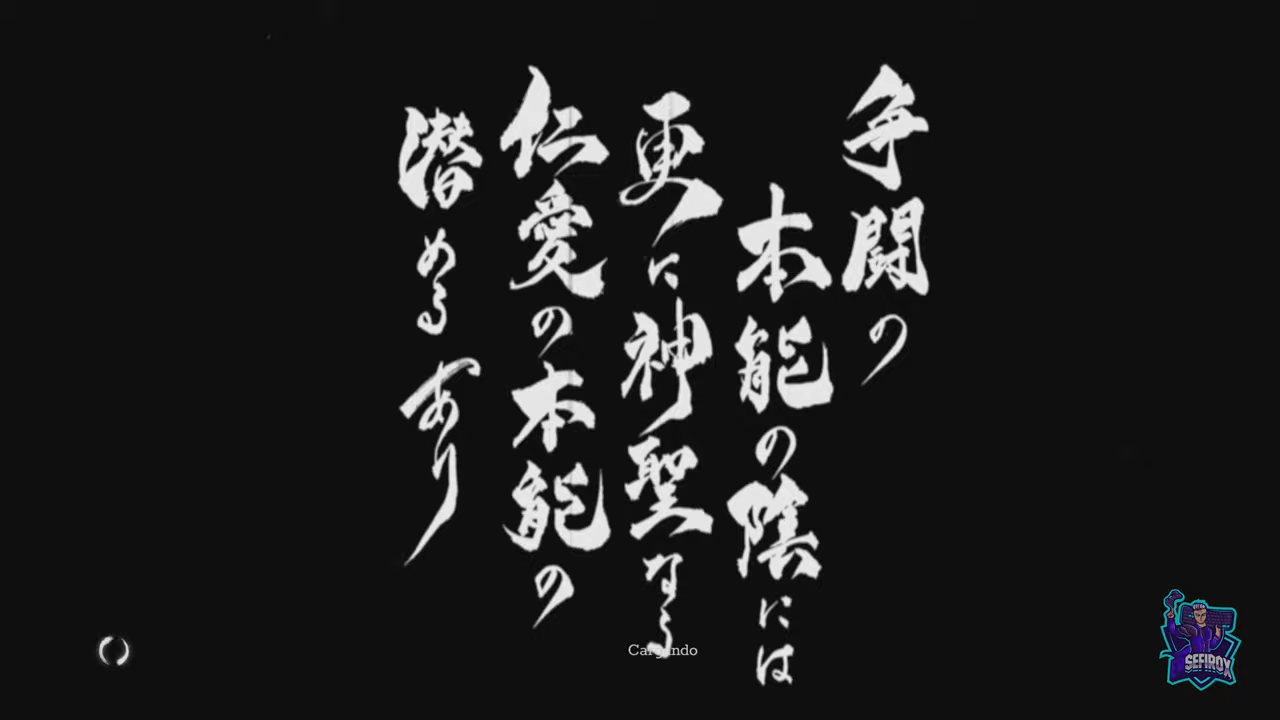 争闘の
本能の陰には
更に神聖なる
仁愛の本能の
潜めるあり
Cargando
SEFIROX